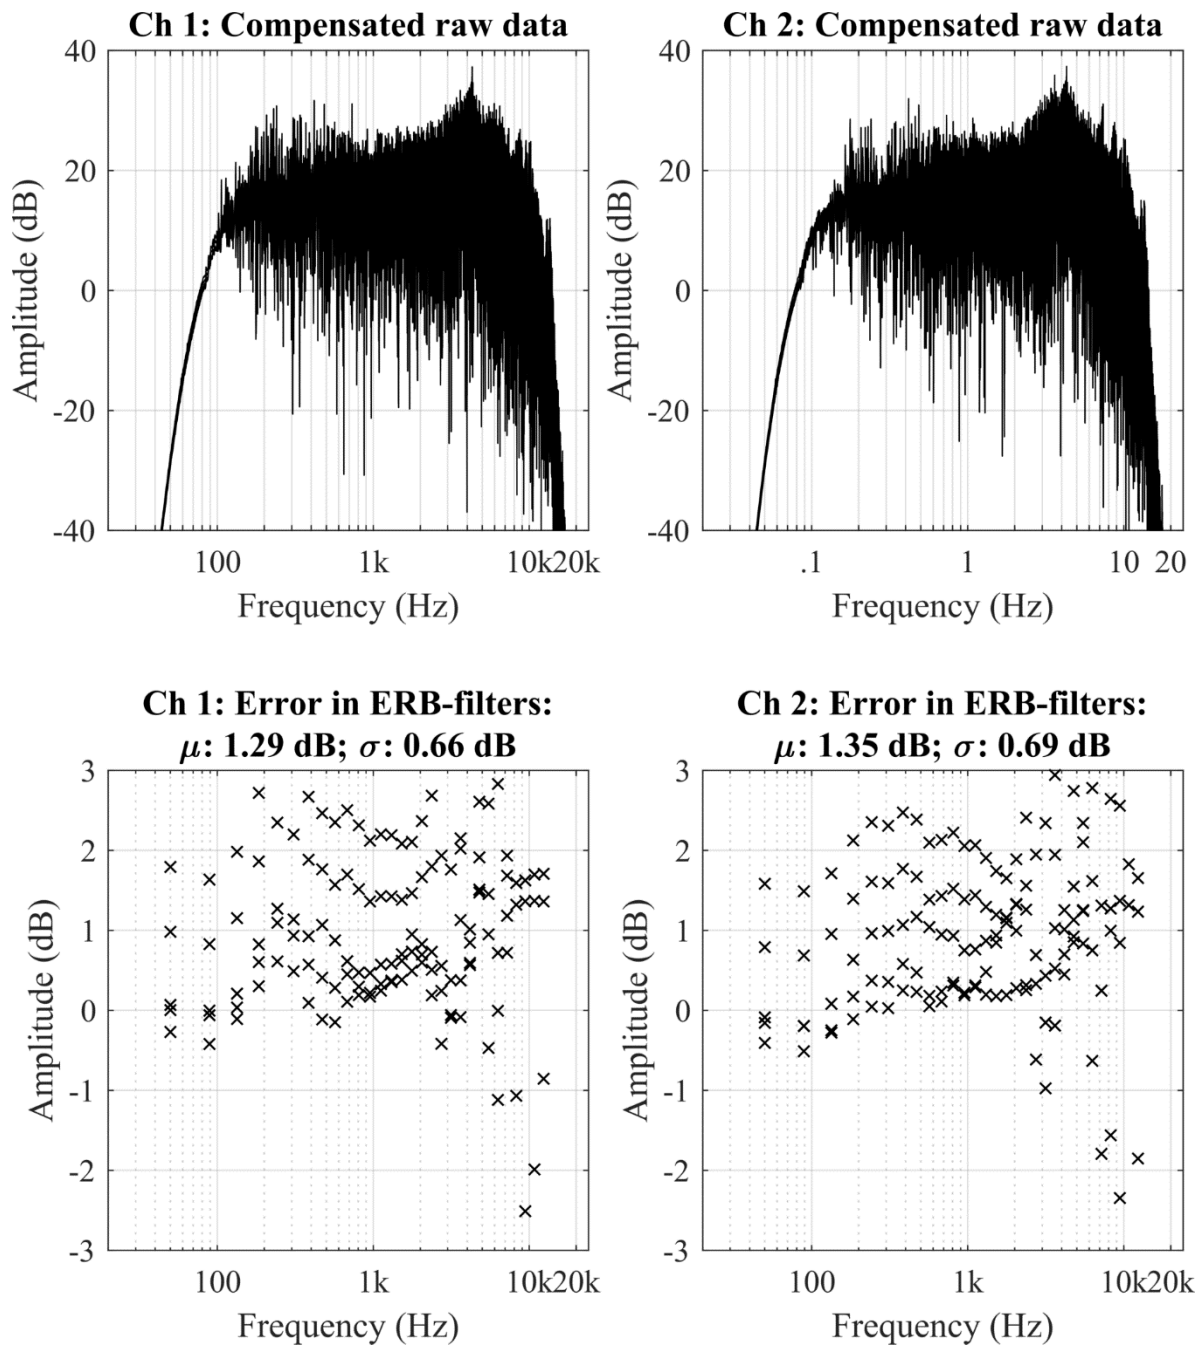 Ch 1: Compensated raw data
40
20
0
-20
-40
Amplitude (dB)
100 1k 10k20k
Frequency (Hz)
Ch 2: Compensated raw data
40
20
0
-20
-40
Amplitude (dB)
.1 1 10 20
Frequency (Hz)
Ch 1: Error in ERB-filters:
μ: 1.29 dB; σ: 0.66 dB
3
2
1
0
-1
-2
-3
Amplitude (dB)
100 1k 10k20k
Frequency (Hz)
Ch 2: Error in ERB-filters:
μ: 1.35 dB; σ: 0.69 dB
3
2
1
0
-1
-2
-3
Amplitude (dB)
100 1k 10k20k
Frequency (Hz)